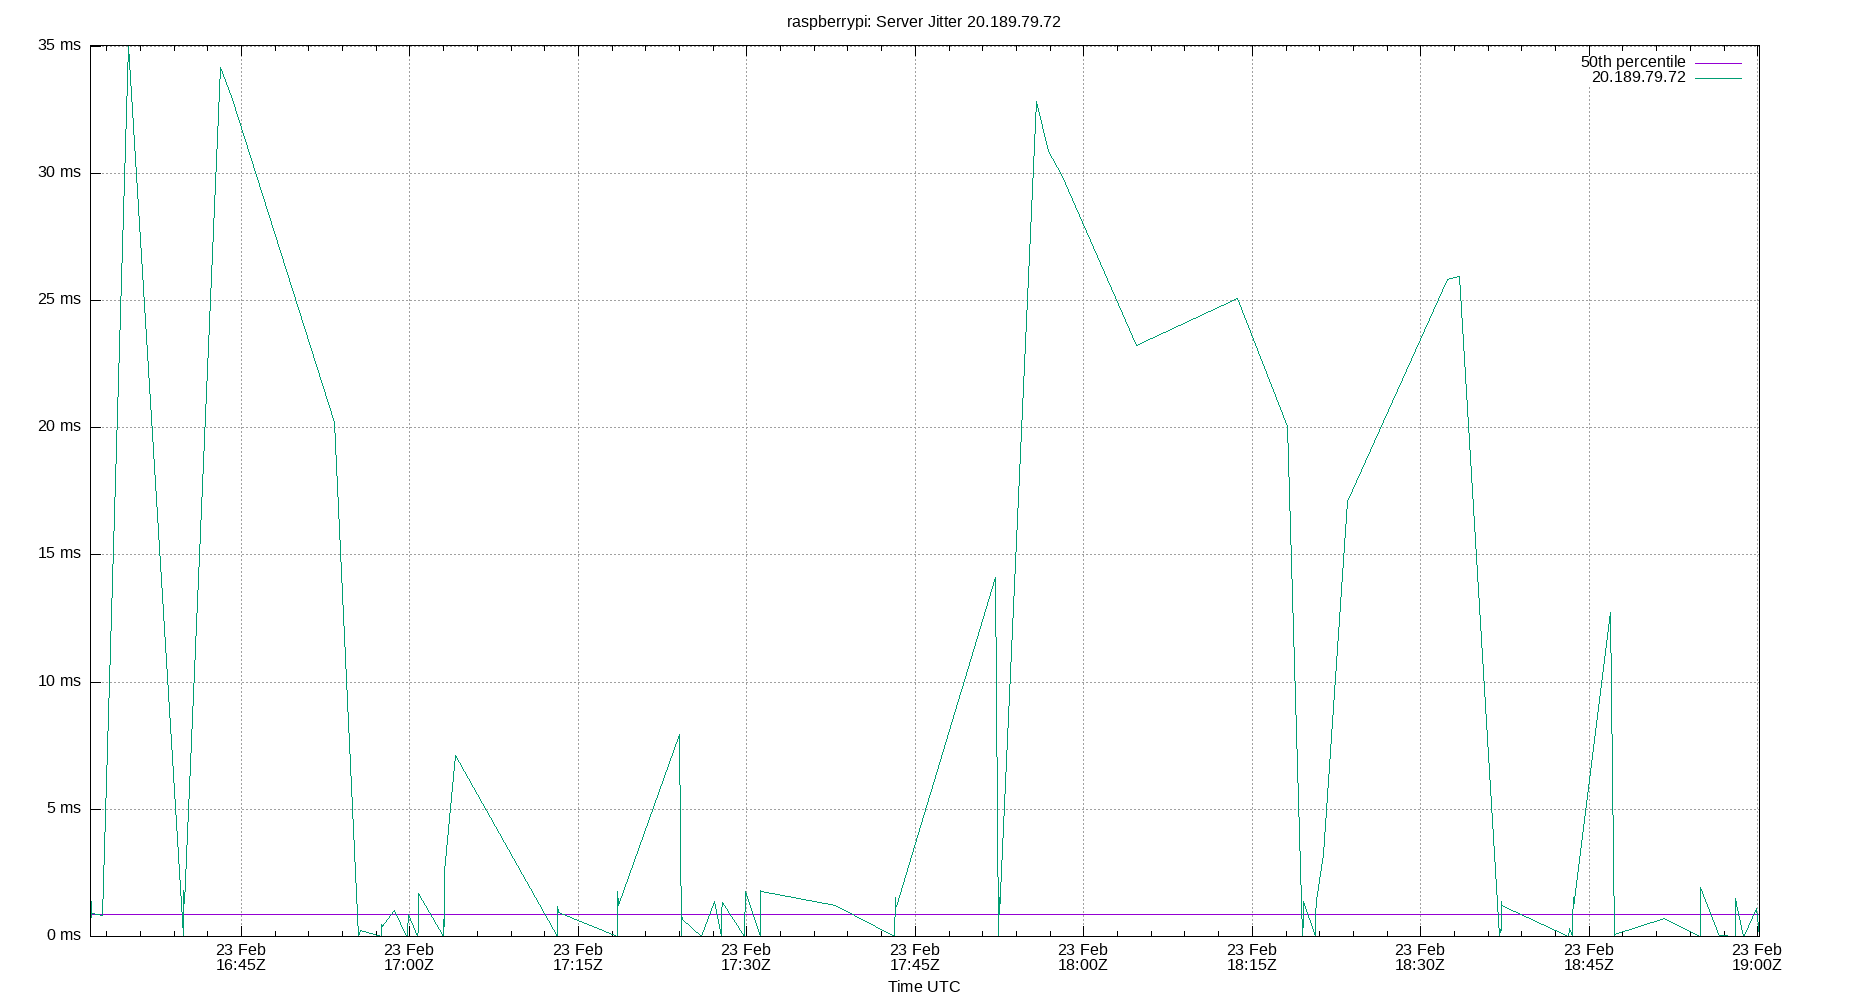 raspberrypi: Server Jitter 20.189.79.72
35 ms
30 ms
25 ms
20 ms
15 ms
10 ms
5 ms
0 ms
50th percentile
20.189.79.72
23 Feb
16:45Z
23 Feb
17:00Z
23 Feb
17:15Z
23 Feb
17:30Z
23 Feb
17:45Z
23 Feb
18:00Z
23 Feb
18:15Z
23 Feb
18:30Z
23 Feb
18:45Z
23 Feb
19:00Z
Time UTC